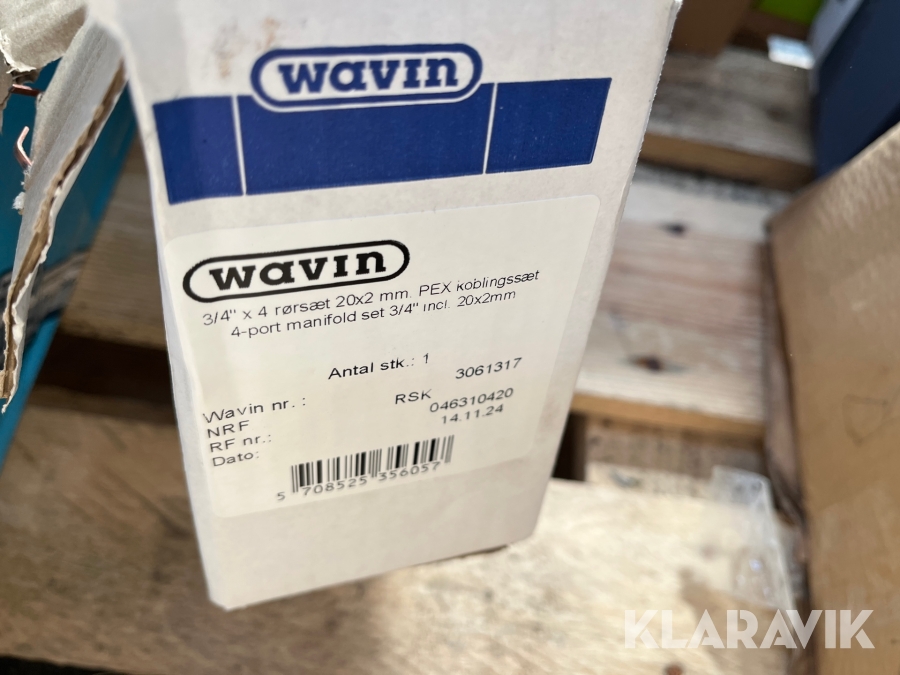 wavin
wavin
3/4" x 4 rørsæt 20x2 mm. PEX koblingssæt
4-port manifold set 3/4" incl. 20x2mm
Antal stk.: 1
Wavin nr. : 3061317
NRF RSK
RF nr.: 046310420
Dato: 14.11.24
5 708525 356057
KLARAVIK